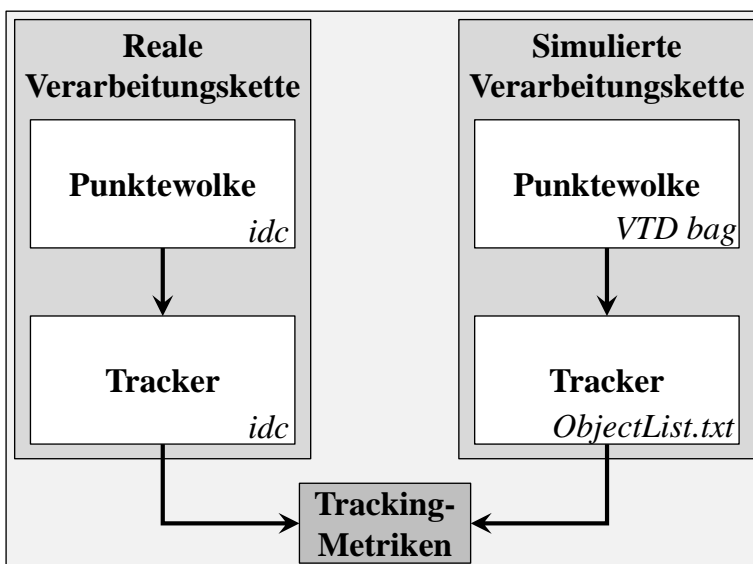 Reale
Verarbeitungskette
Punktewolke
idc
Tracker
idc
Simulierte
Verarbeitungskette
Punktewolke
VTD bag
Tracker
ObjectList.txt
Tracking-
Metriken